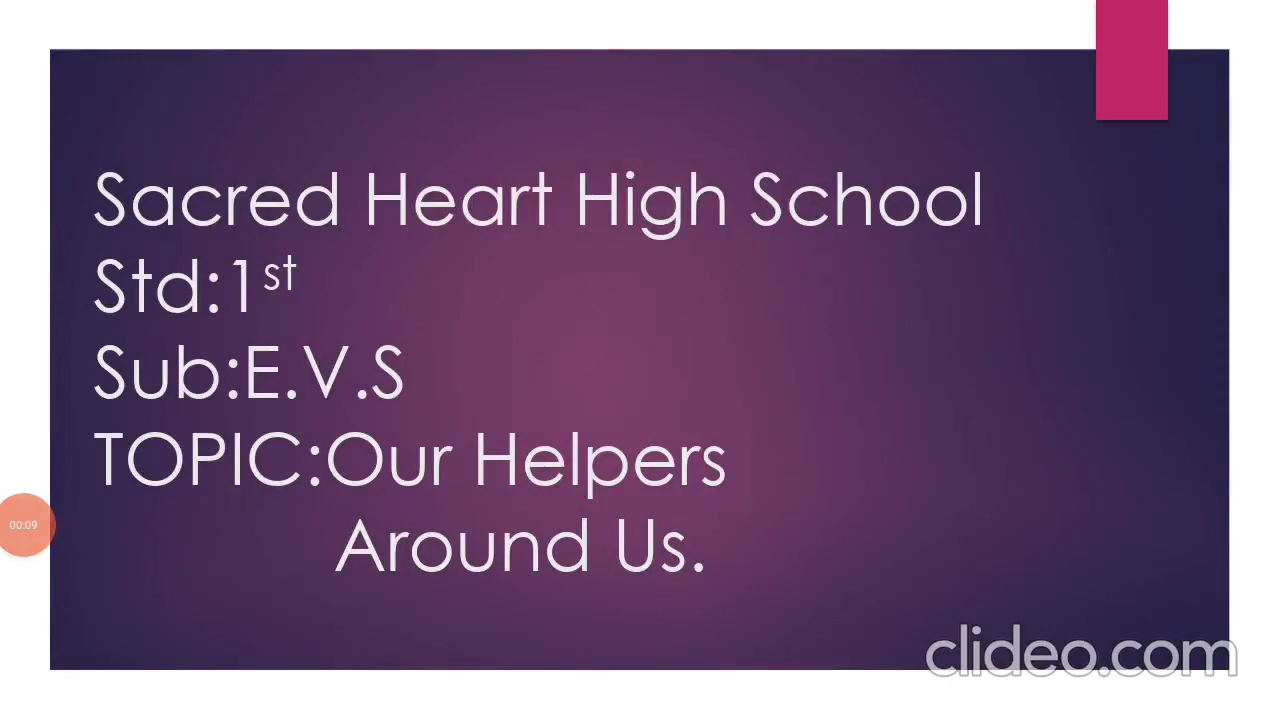 Sacred Heart High School
Std:1st
Sub:E.V.S
TOPIC:Our Helpers
Around Us.
00:09
clideo.com